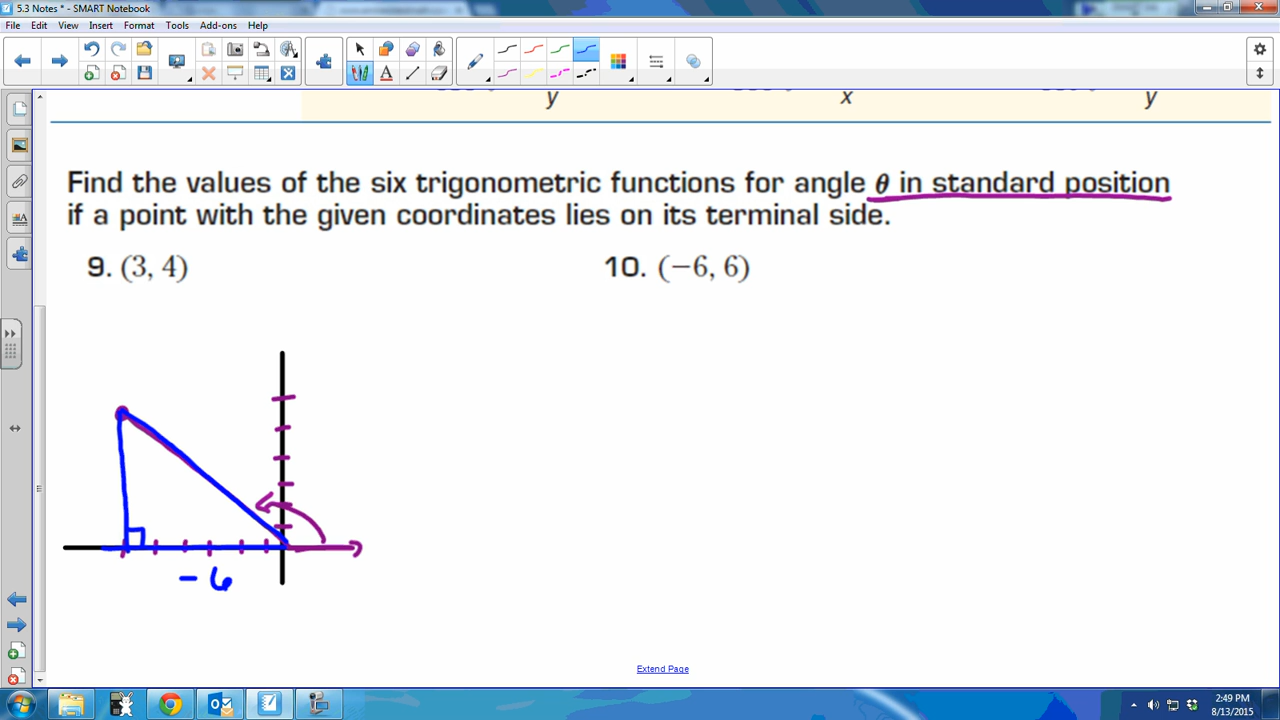 5.3 Notes * - SMART Notebook
File Edit View Insert Format Tools Add-ons Help
y x y
Find the values of the six trigonometric functions for angle θ in standard position
if a point with the given coordinates lies on its terminal side.
9. (3, 4) 10. (−6, 6)
- 6
Extend Page
2:49 PM
8/13/2015